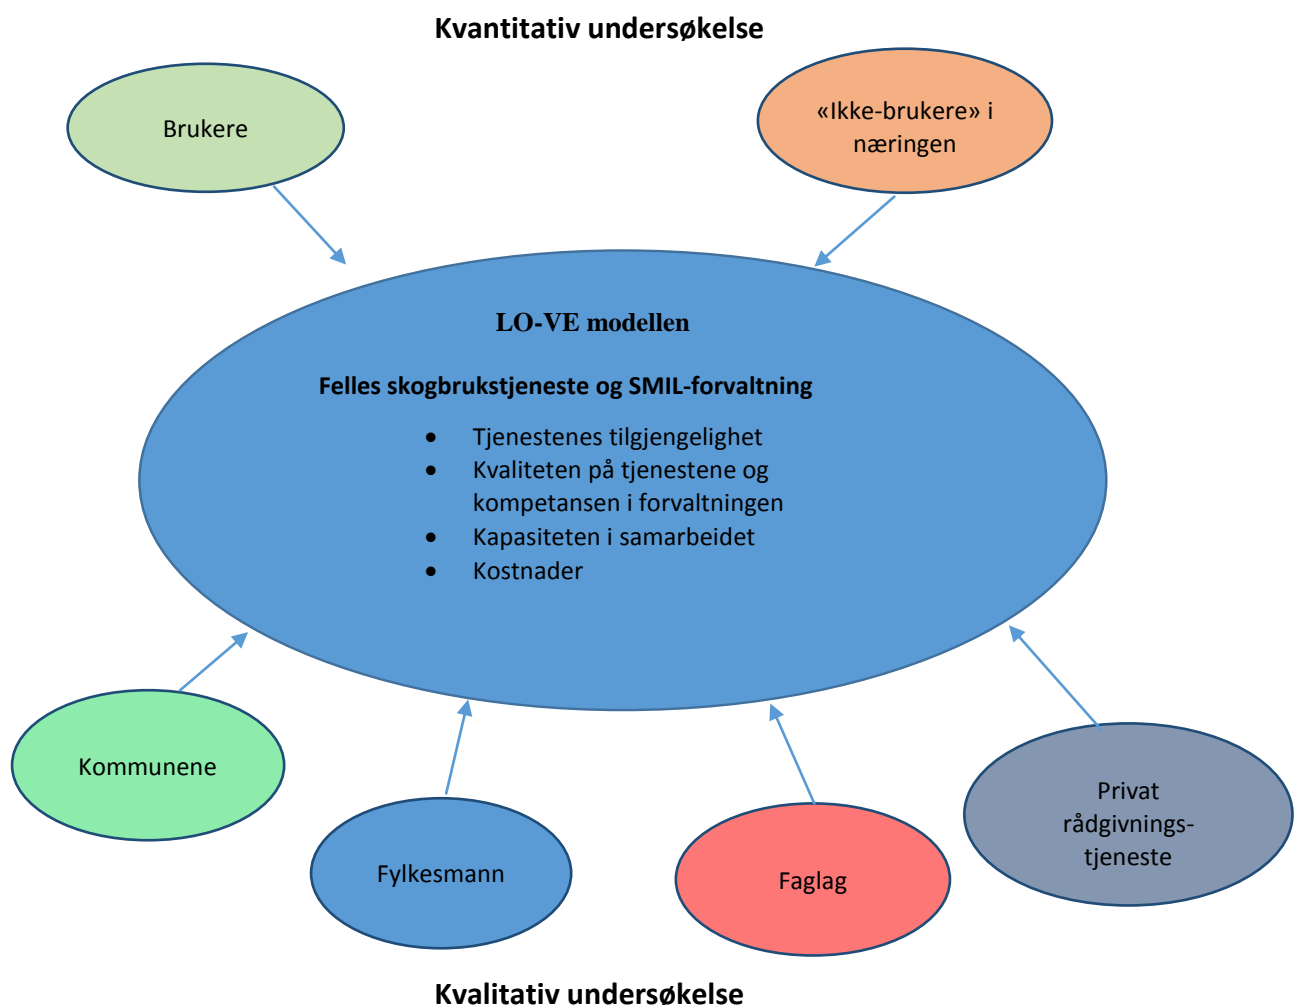 Kvantitativ undersøkelse
Brukere
«Ikke-brukere» i
næringen
LO-VE modellen
Felles skogbrukstjeneste og SMIL-forvaltning
• Tjenestenes tilgjengelighet
• Kvaliteten på tjenestene og
kompetansen i forvaltningen
• Kapasiteten i samarbeidet
• Kostnader
Kommunene
Fylkesmann
Faglag
Privat
rådgivnings-
tjeneste
Kvalitativ undersøkelse